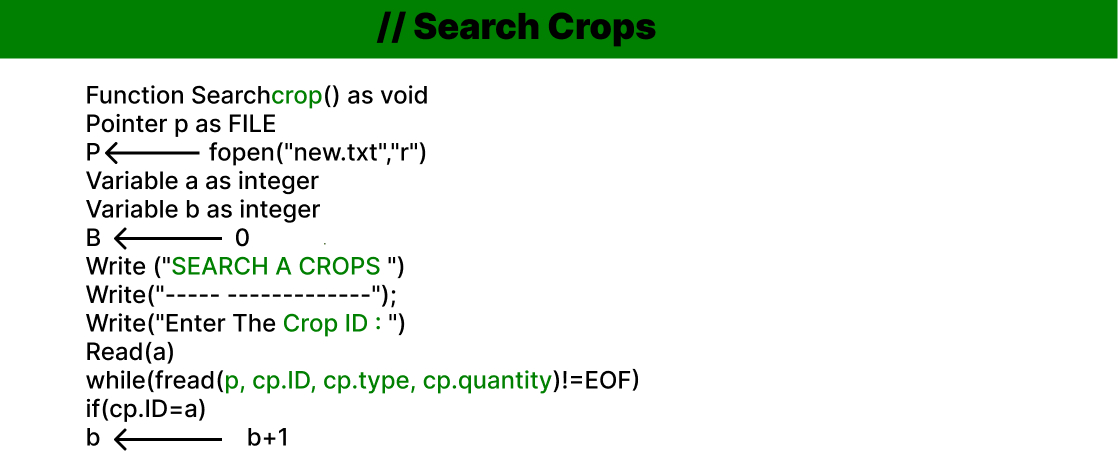 // Search Crops
Function Searchcrop() as void
Pointer p as FILE
P ← fopen("new.txt","r")
Variable a as integer
Variable b as integer
B ← 0
Write ("SEARCH A CROPS ")
Write("----- -------------");
Write("Enter The Crop ID : ")
Read(a)
while(fread(p, cp.ID, cp.type, cp.quantity)!=EOF)
if(cp.ID=a)
b ← b+1